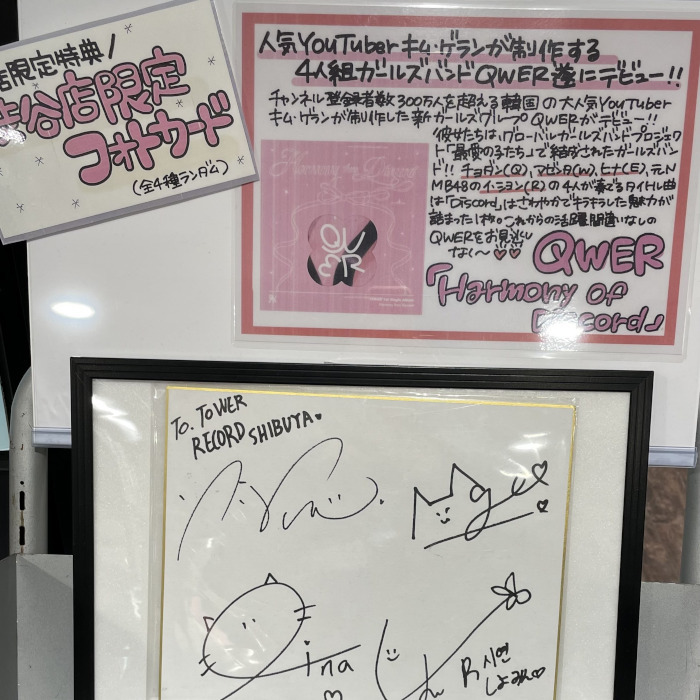 店限定特典！
渋谷店限定
フォトカード
(全4種ランダム)
人気YouTuberキム・ゲランが制作する
4人組ガールズバンドQWER遂にデビュー!!
チャンネル登録者数300万人を超える韓国の大人気YouTuber
キム・ゲランが制作した新ガールズグループQWERがデビュー!!
彼女たちは、グローバルガールズバンドプロジェク
ト「最愛の子たち」で結成されたガールズバン
ド!! チョダン(Q)、マゼンタ(W)、ヒナ(E)、元N
MB48のイ・シヨン(R)の4人が奏でるタイトル曲
は「Discord」はさわやかでキラキラした魅力が
詰まった1枚。これからの活躍間違いなしの
QWERをお見逃し
なく〜♡♡
QWER
「Harmony of
Discord」
QW
ER
To. TOWER
RECORD SHIBUYA♥
ina
R 시연
しよみん♡